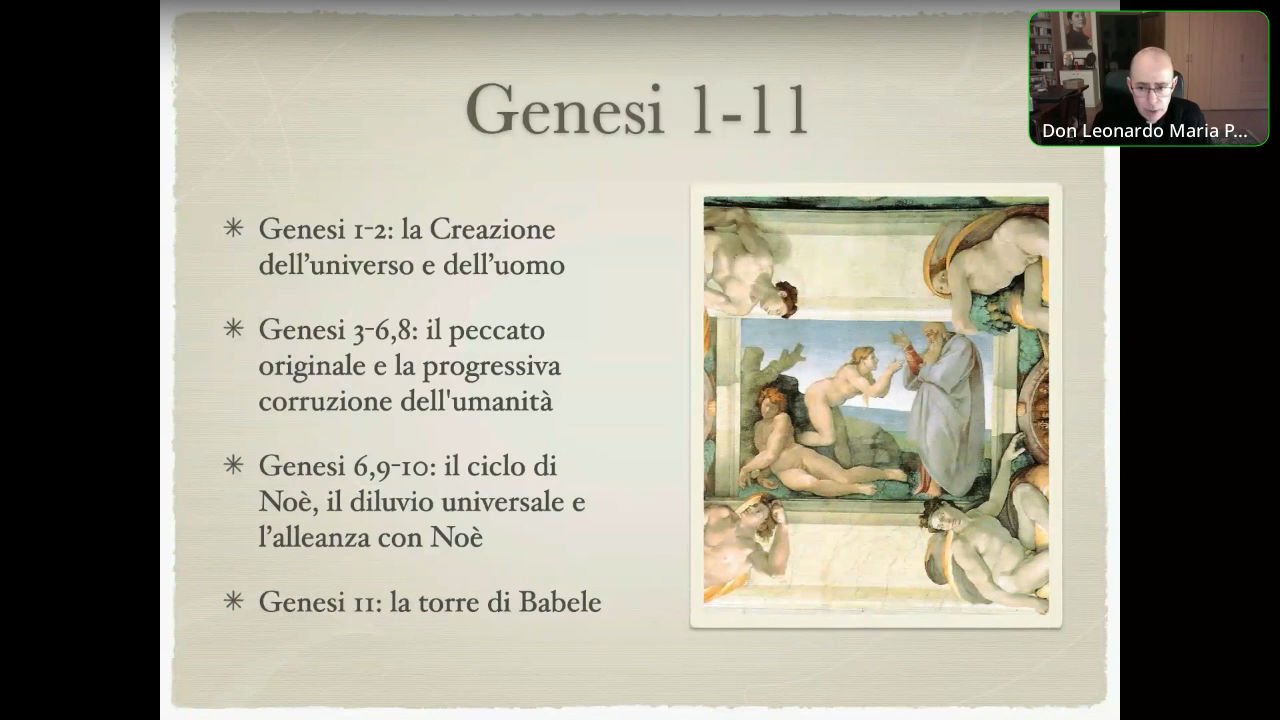 Genesi 1-11
Don Leonardo Maria P...
✳ Genesi 1-2: la Creazione
dell’universo e dell’uomo
✳ Genesi 3-6,8: il peccato
originale e la progressiva
corruzione dell'umanità
✳ Genesi 6,9-10: il ciclo di
Noè, il diluvio universale e
l’alleanza con Noè
✳ Genesi 11: la torre di Babele